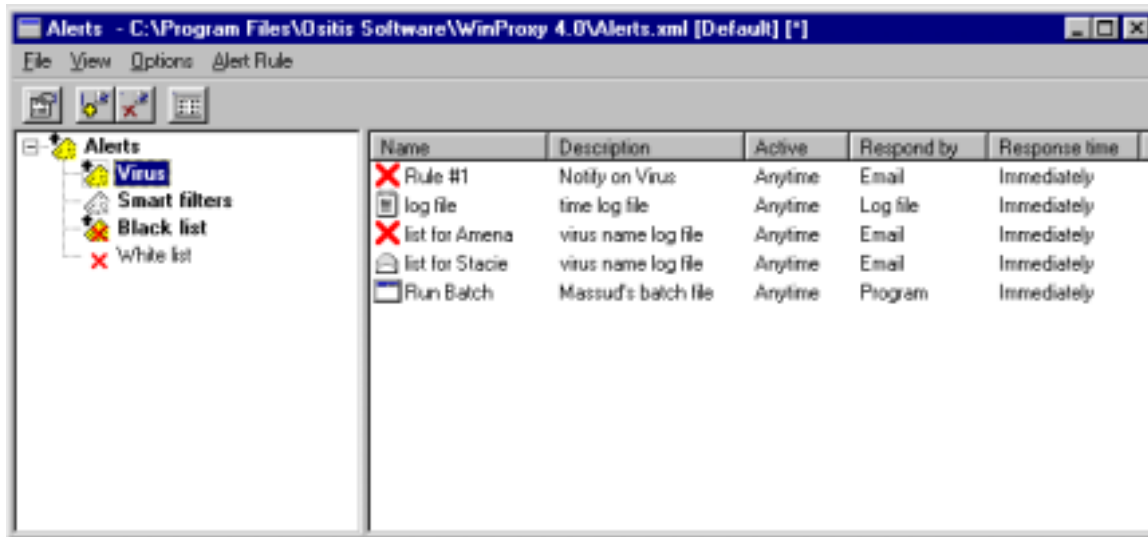 Alerts - C:\Program Files\Ositis Software\WinProxy 4.0\Alerts.xml [Default] [*]
File View Options Alert Rule
Alerts
Virus
Smart filters
Black list
White list
Name Description Active Respond by Response time
Rule #1 Notify on Virus Anytime Email Immediately
log file time log file Anytime Log file Immediately
list for Amena virus name log file Anytime Email Immediately
list for Stacie virus name log file Anytime Email Immediately
Run Batch Massud's batch file Anytime Program Immediately